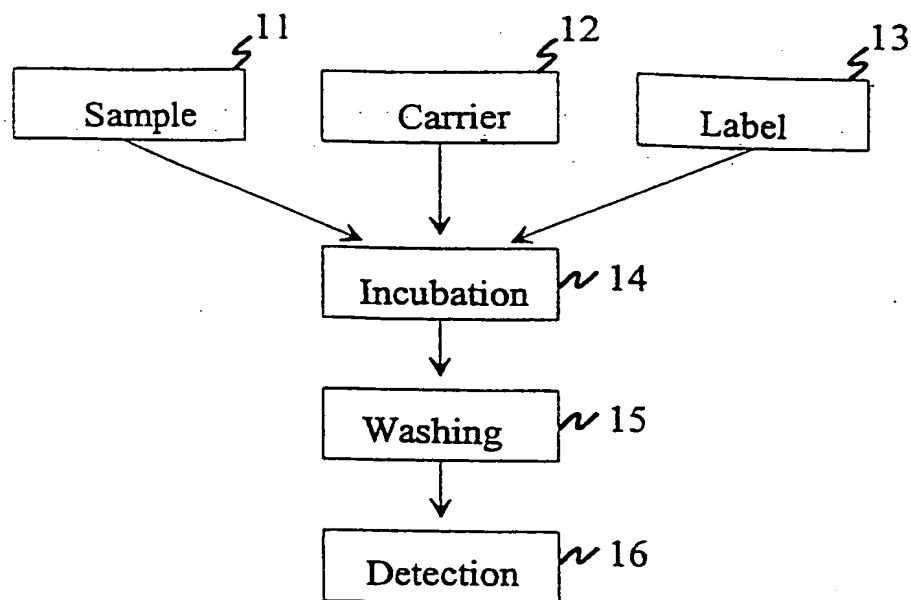 11
12
13
Sample
Carrier
Label
Incubation
14
Washing
15
Detection
16